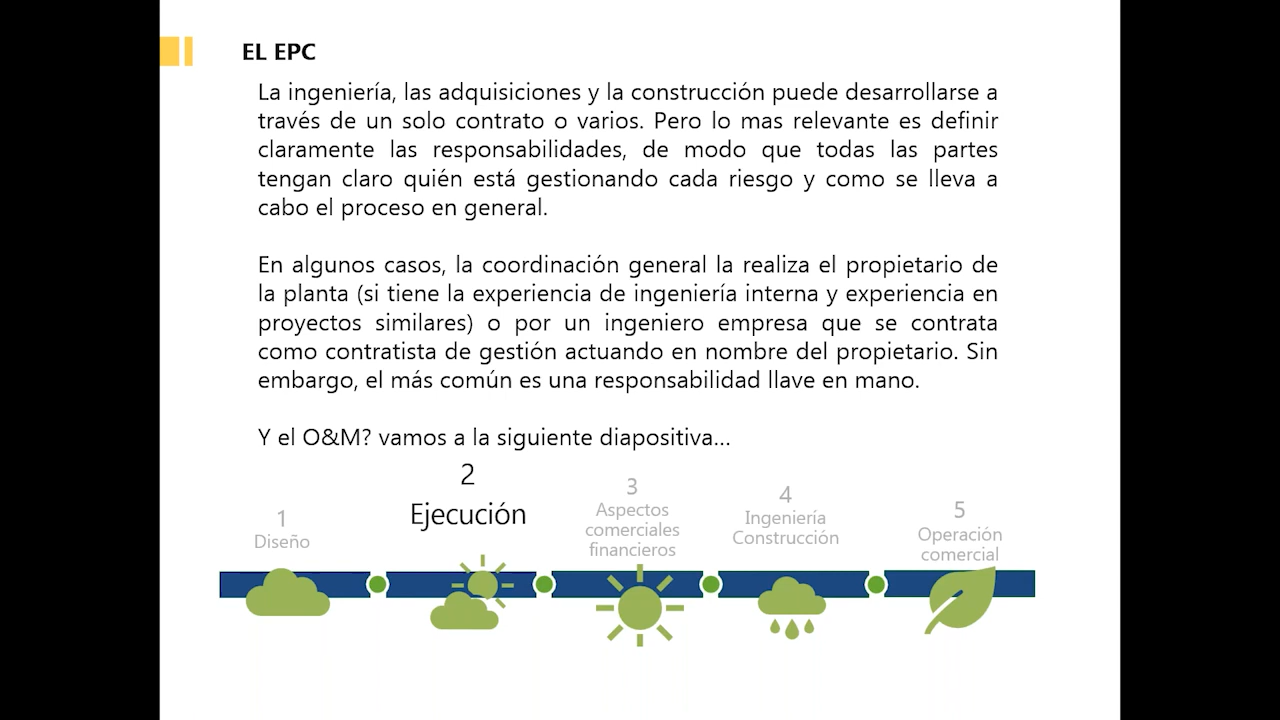 EL EPC
La ingeniería, las adquisiciones y la construcción puede desarrollarse a
través de un solo contrato o varios. Pero lo mas relevante es definir
claramente las responsabilidades, de modo que todas las partes
tengan claro quién está gestionando cada riesgo y como se lleva a
cabo el proceso en general.
En algunos casos, la coordinación general la realiza el propietario de
la planta (si tiene la experiencia de ingeniería interna y experiencia en
proyectos similares) o por un ingeniero empresa que se contrata
como contratista de gestión actuando en nombre del propietario. Sin
embargo, el más común es una responsabilidad llave en mano.
Y el O&M? vamos a la siguiente diapositiva...
1
Diseño
2
Ejecución
3
Aspectos
comerciales
financieros
4
Ingeniería
Construcción
5
Operación
comercial